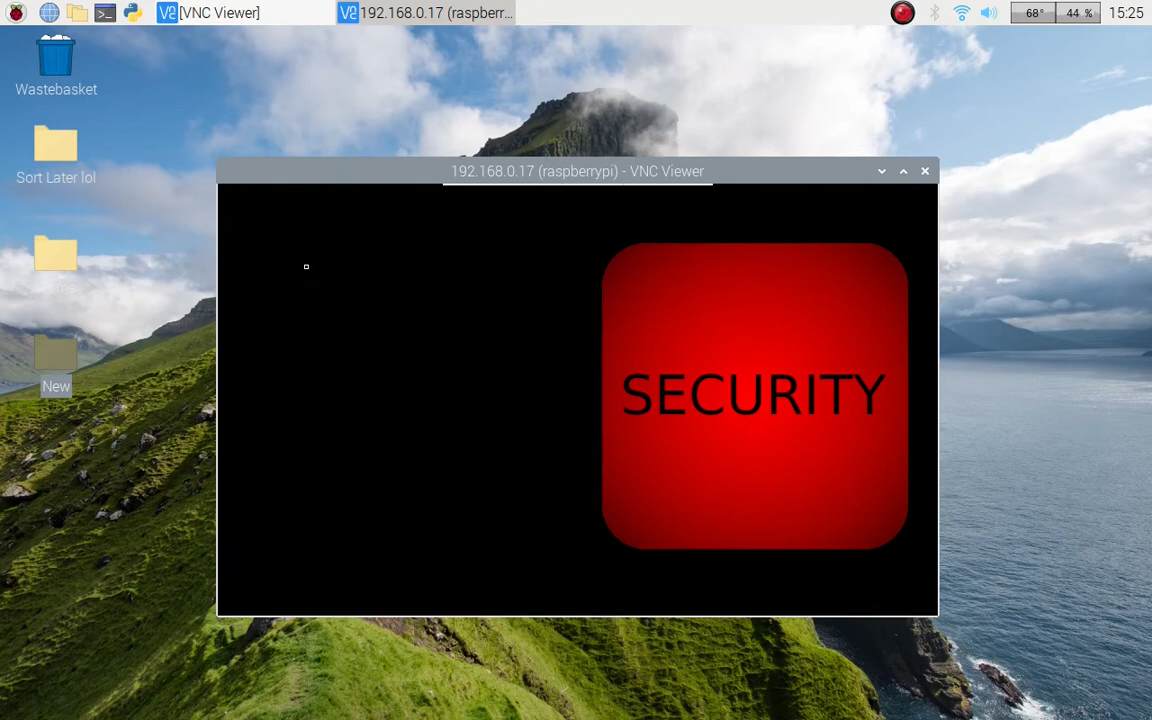 [VNC Viewer]
192.168.0.17 (raspberr...
68°
44 %
15:25
Wastebasket
Sort Later lol
New
192.168.0.17 (raspberrypi) - VNC Viewer
SECURITY